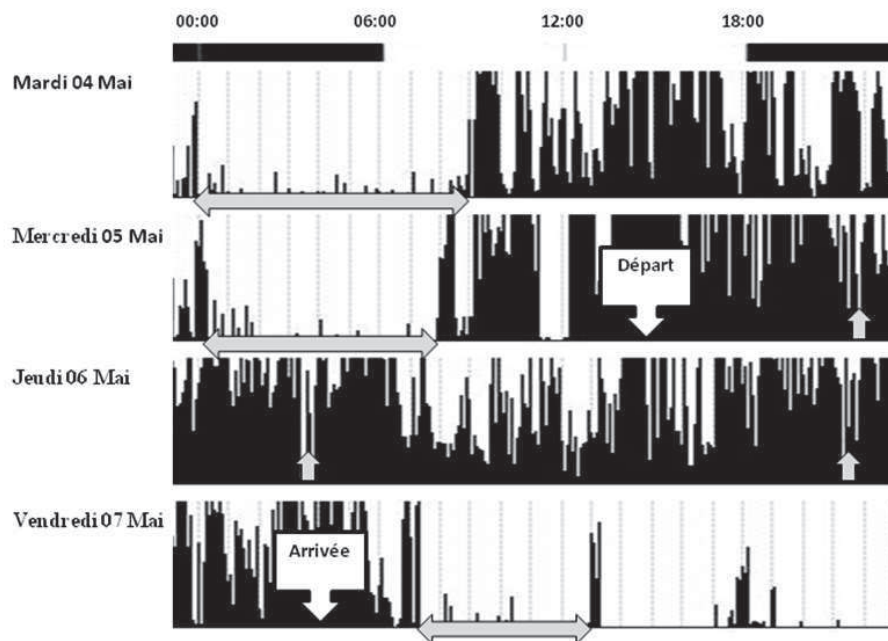 00:00 06:00 12:00 18:00
Mardi 04 Mai
Mercredi 05 Mai
Départ
Jeudi 06 Mai
Vendredi 07 Mai
Arrivée